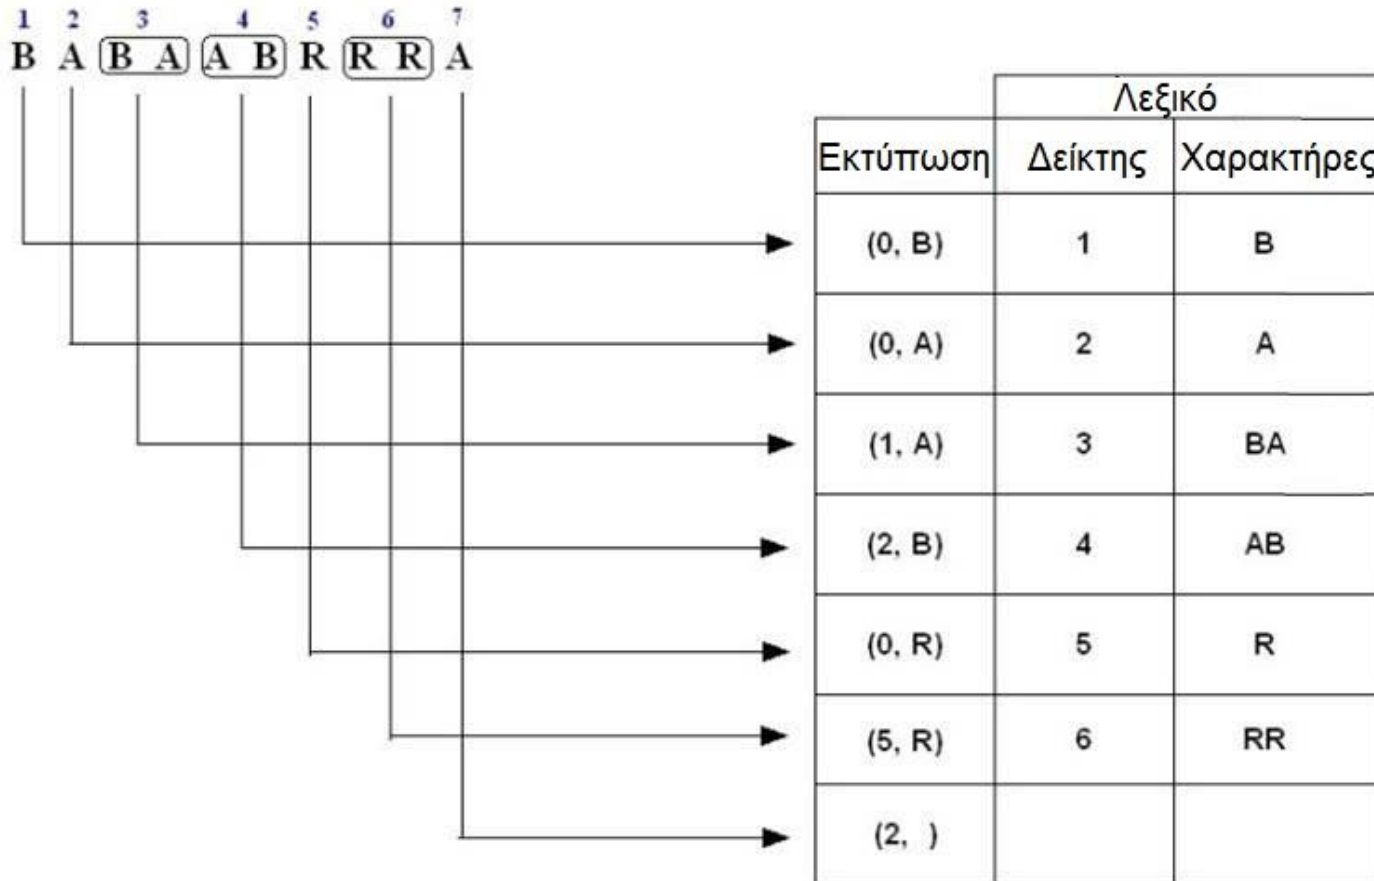 1 2 3 4 5 6 7
B A B A A B R R R A
Λεξικό
Εκτύπωση Δείκτης Χαρακτήρες
(0, B) 1 B
(0, A) 2 A
(1, A) 3 BA
(2, B) 4 AB
(0, R) 5 R
(5, R) 6 RR
(2, )